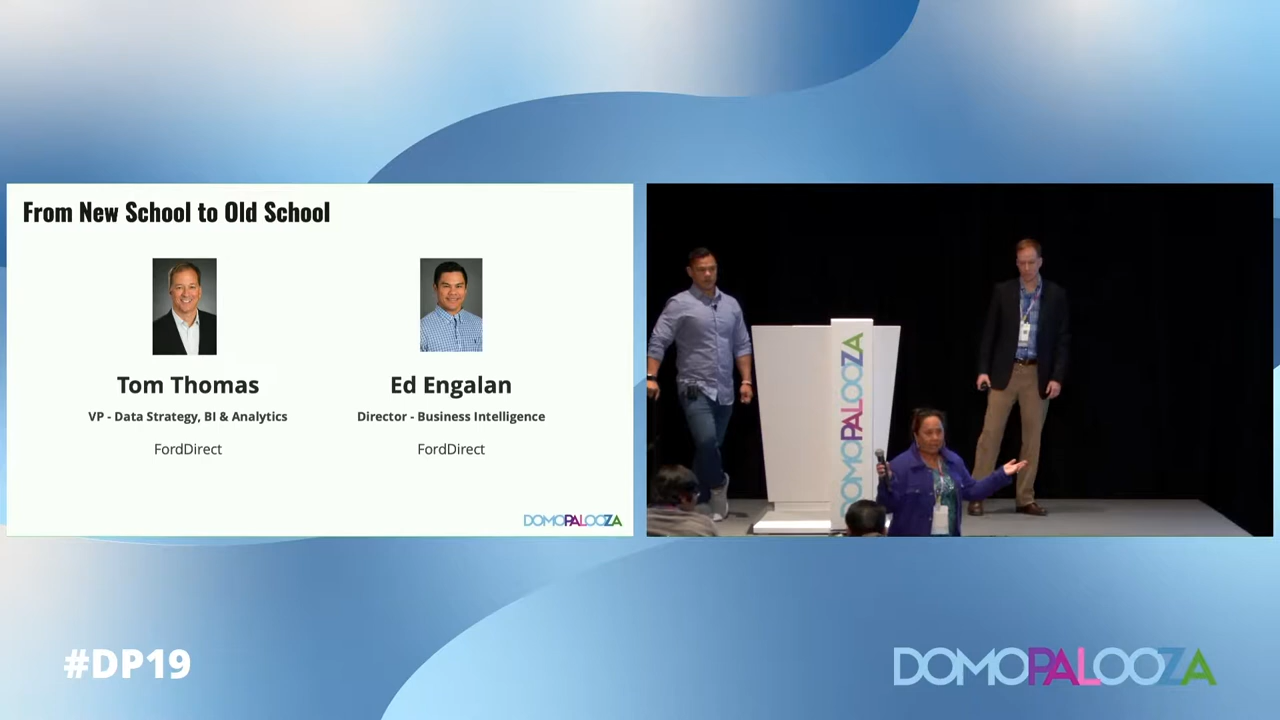 From New School to Old School
Tom Thomas
VP - Data Strategy, BI & Analytics
FordDirect
Ed Engalan
Director - Business Intelligence
FordDirect
DOMOPALOOZA
DOMOPALOOZA
#DP19
DOMOPALOOZA